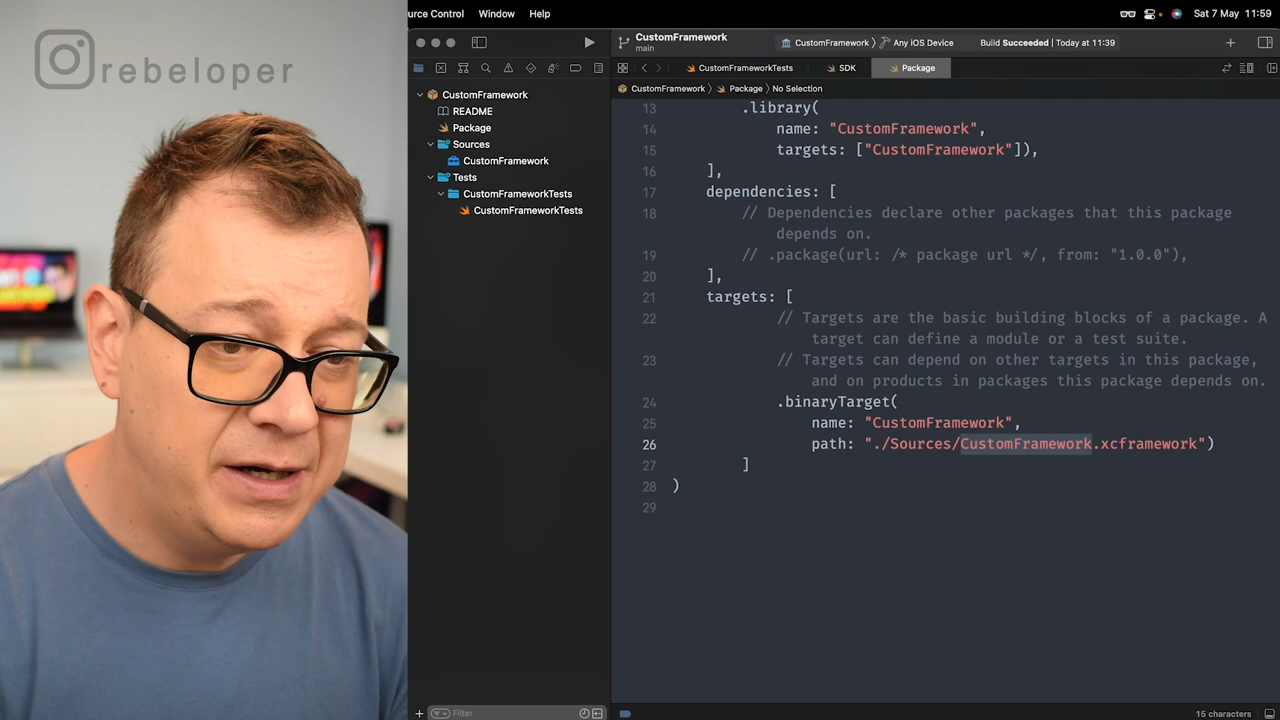 rebeloper
urce Control Window Help
Sat 7 May 11:59
CustomFramework
main
CustomFramework 〉 Any iOS Device
Build Succeeded | Today at 11:39
CustomFrameworkTests
SDK
Package
CustomFramework 〉 Package 〉 No Selection
CustomFramework
README
Package
Sources
CustomFramework
Tests
CustomFrameworkTests
CustomFrameworkTests
13 .library(
14 name: "CustomFramework",
15 targets: ["CustomFramework"]),
16 ],
17 dependencies: [
18 // Dependencies declare other packages that this package
depends on.
19 // .package(url: /* package url */, from: "1.0.0"),
20 ],
21 targets: [
22 // Targets are the basic building blocks of a package. A
target can define a module or a test suite.
23 // Targets can depend on other targets in this package,
and on products in packages this package depends on.
24 .binaryTarget(
25 name: "CustomFramework",
26 path: "./Sources/CustomFramework.xcframework")
27 ]
28 )
29
Filter
15 characters